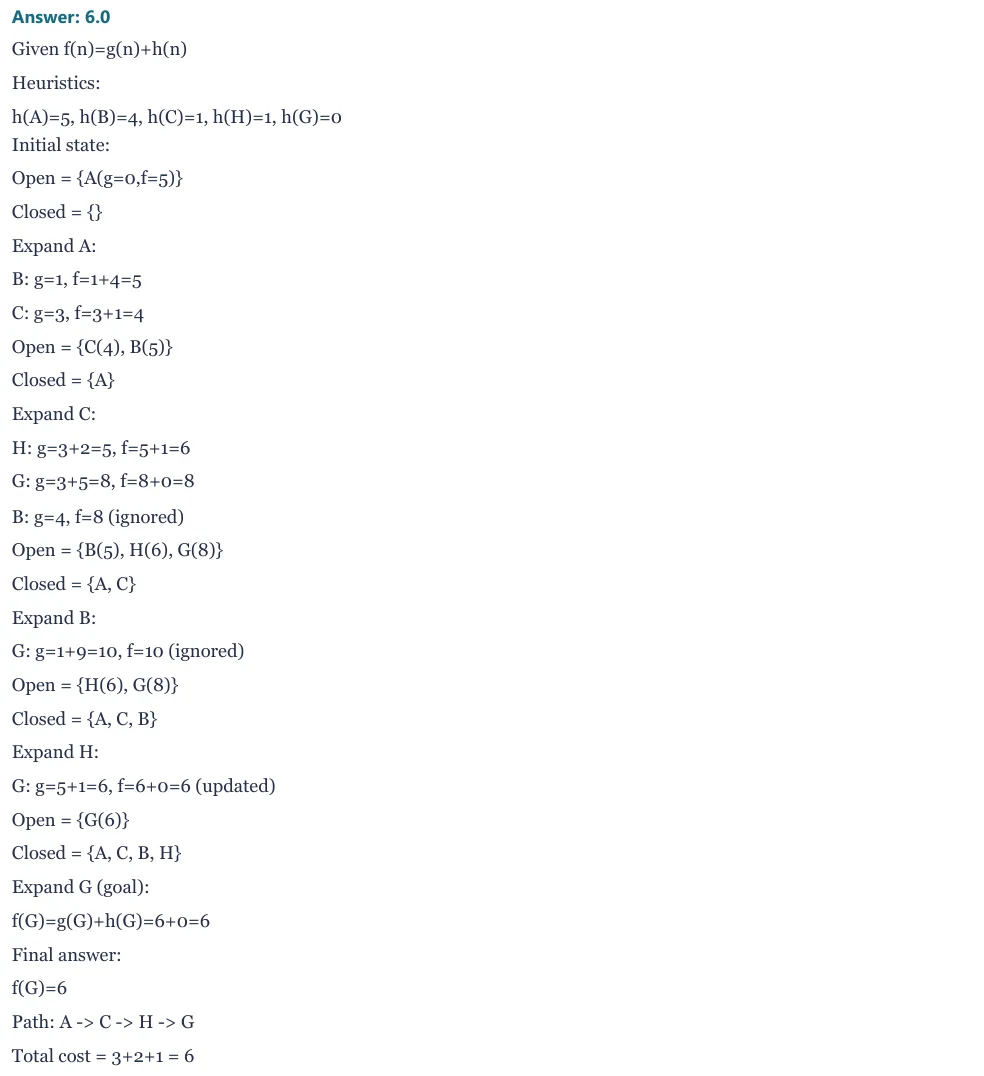 Answer: 6.0
Given f(n)=g(n)+h(n)
Heuristics:
h(A)=5, h(B)=4, h(C)=1, h(H)=1, h(G)=0
Initial state:
Open = {A(g=0,f=5)}
Closed = {}
Expand A:
B: g=1, f=1+4=5
C: g=3, f=3+1=4
Open = {C(4), B(5)}
Closed = {A}
Expand C:
H: g=3+2=5, f=5+1=6
G: g=3+5=8, f=8+0=8
B: g=4, f=8 (ignored)
Open = {B(5), H(6), G(8)}
Closed = {A, C}
Expand B:
G: g=1+9=10, f=10 (ignored)
Open = {H(6), G(8)}
Closed = {A, C, B}
Expand H:
G: g=5+1=6, f=6+0=6 (updated)
Open = {G(6)}
Closed = {A, C, B, H}
Expand G (goal):
f(G)=g(G)+h(G)=6+0=6
Final answer:
f(G)=6
Path: A -> C -> H -> G
Total cost = 3+2+1 = 6